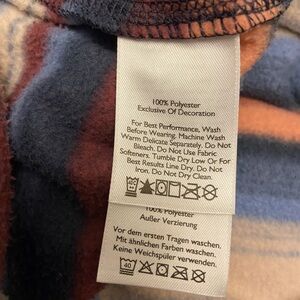 100% Polyester
Exclusive Of Decoration
For Best Performance, Wash
Before Wearing. Machine Wash
Warm Delicate Separately. Do Not
Bleach. Do Not Use Fabric
Softeners. Tumble Dry Low Or For
Best Results Line Dry. Do Not
Iron. Do Not Dry Clean.
100% Polyester
Außer Verzierung
Vor dem ersten Tragen waschen.
Mit ähnlichen Farben waschen.
Keine Weichspüler verwenden.
40